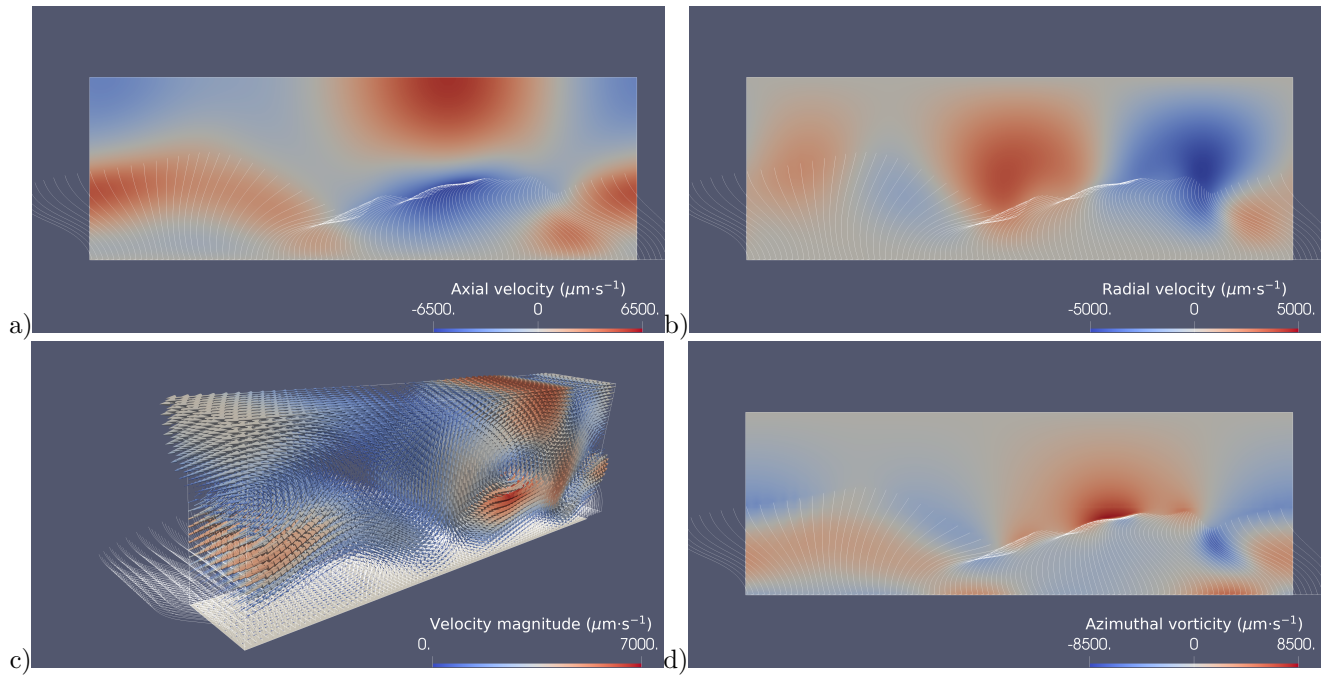 Axial velocity (μm·s⁻¹)
-6500. 0 6500.
a)
Radial velocity (μm·s⁻¹)
-5000. 0 5000.
b)
Velocity magnitude (μm·s⁻¹)
0. 7000.
c)
Azimuthal vorticity (μm·s⁻¹)
-8500. 0 8500.
d)